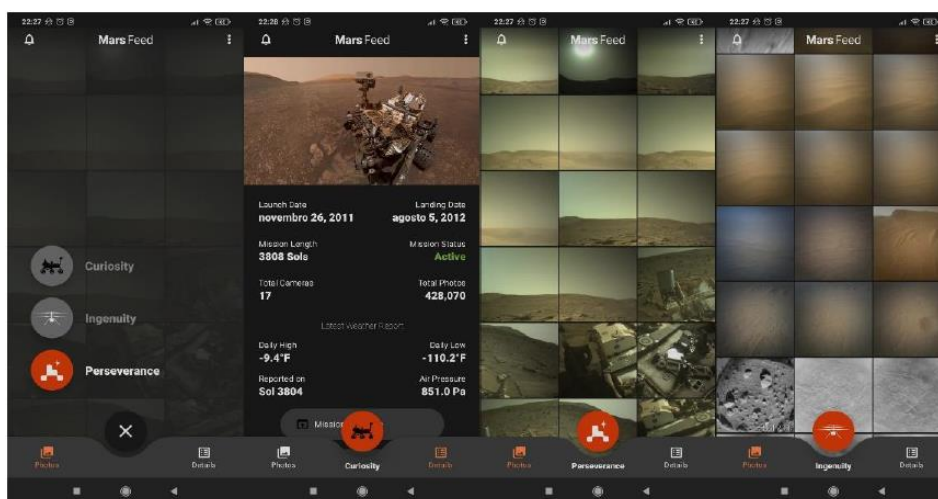 22:27
Mars Feed
Curiosity
Ingenuity
Perseverance
Photos
Details
22:28
Mars Feed
Launch Date
Landing Date
novembro 26, 2011
agosto 5, 2012
Mission Length
Mission Status
3808 Sols
Active
Total Cameras
Total Photos
17
428,070
Latest Weather Report
Daily High
Daily Low
-9.4°F
-110.2°F
Reported on
Air Pressure
Sol 3804
851.0 Pa
Mission
Photos
Curiosity
Details
22:27
Mars Feed
Photos
Perseverance
Details
22:27
Mars Feed
Photos
Ingenuity
Details